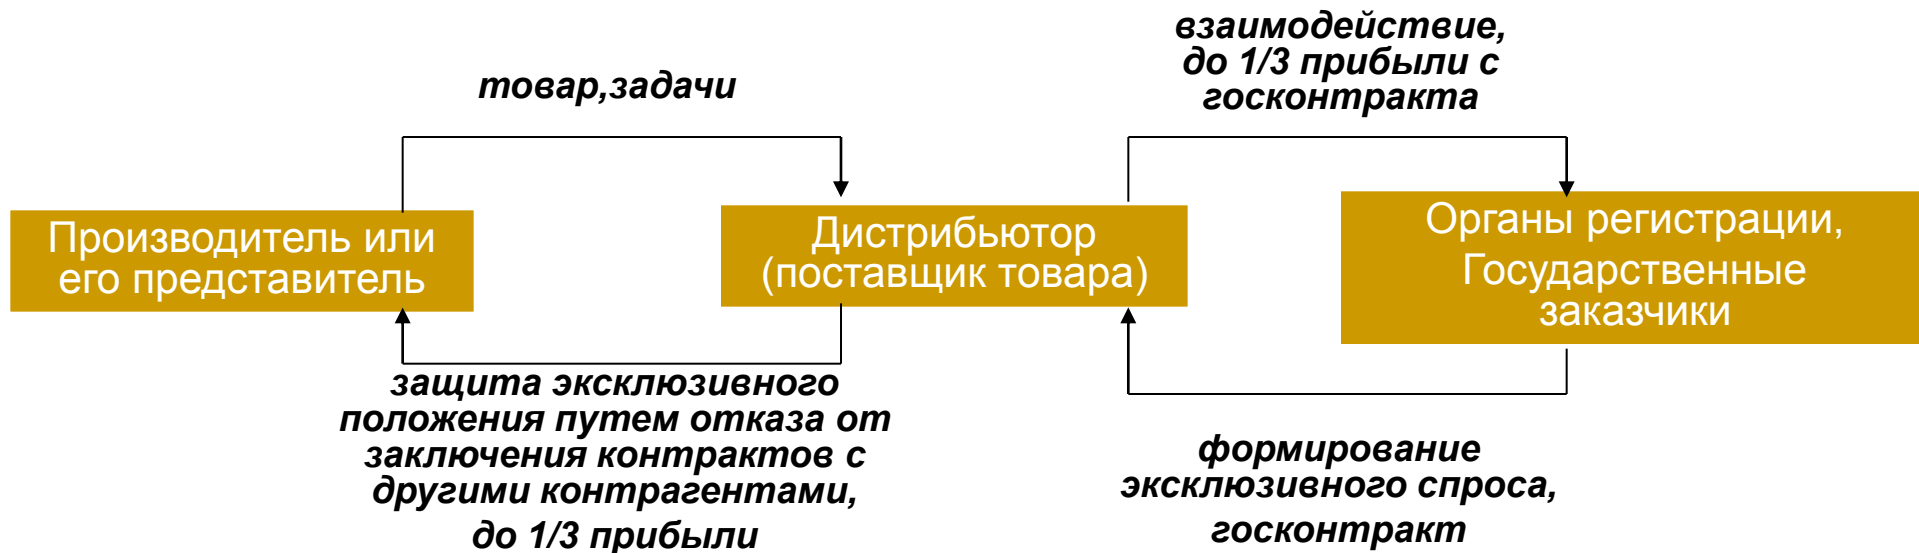 взаимодействие,
до 1/3 прибыли с
госконтракта
товар,задачи
Производитель или
его представитель
Дистрибьютор
(поставщик товара)
Органы регистрации,
Государственные
заказчики
защита эксклюзивного
положения путем отказа от
заключения контрактов с
другими контрагентами,
до 1/3 прибыли
формирование
эксклюзивного спроса,
госконтракт